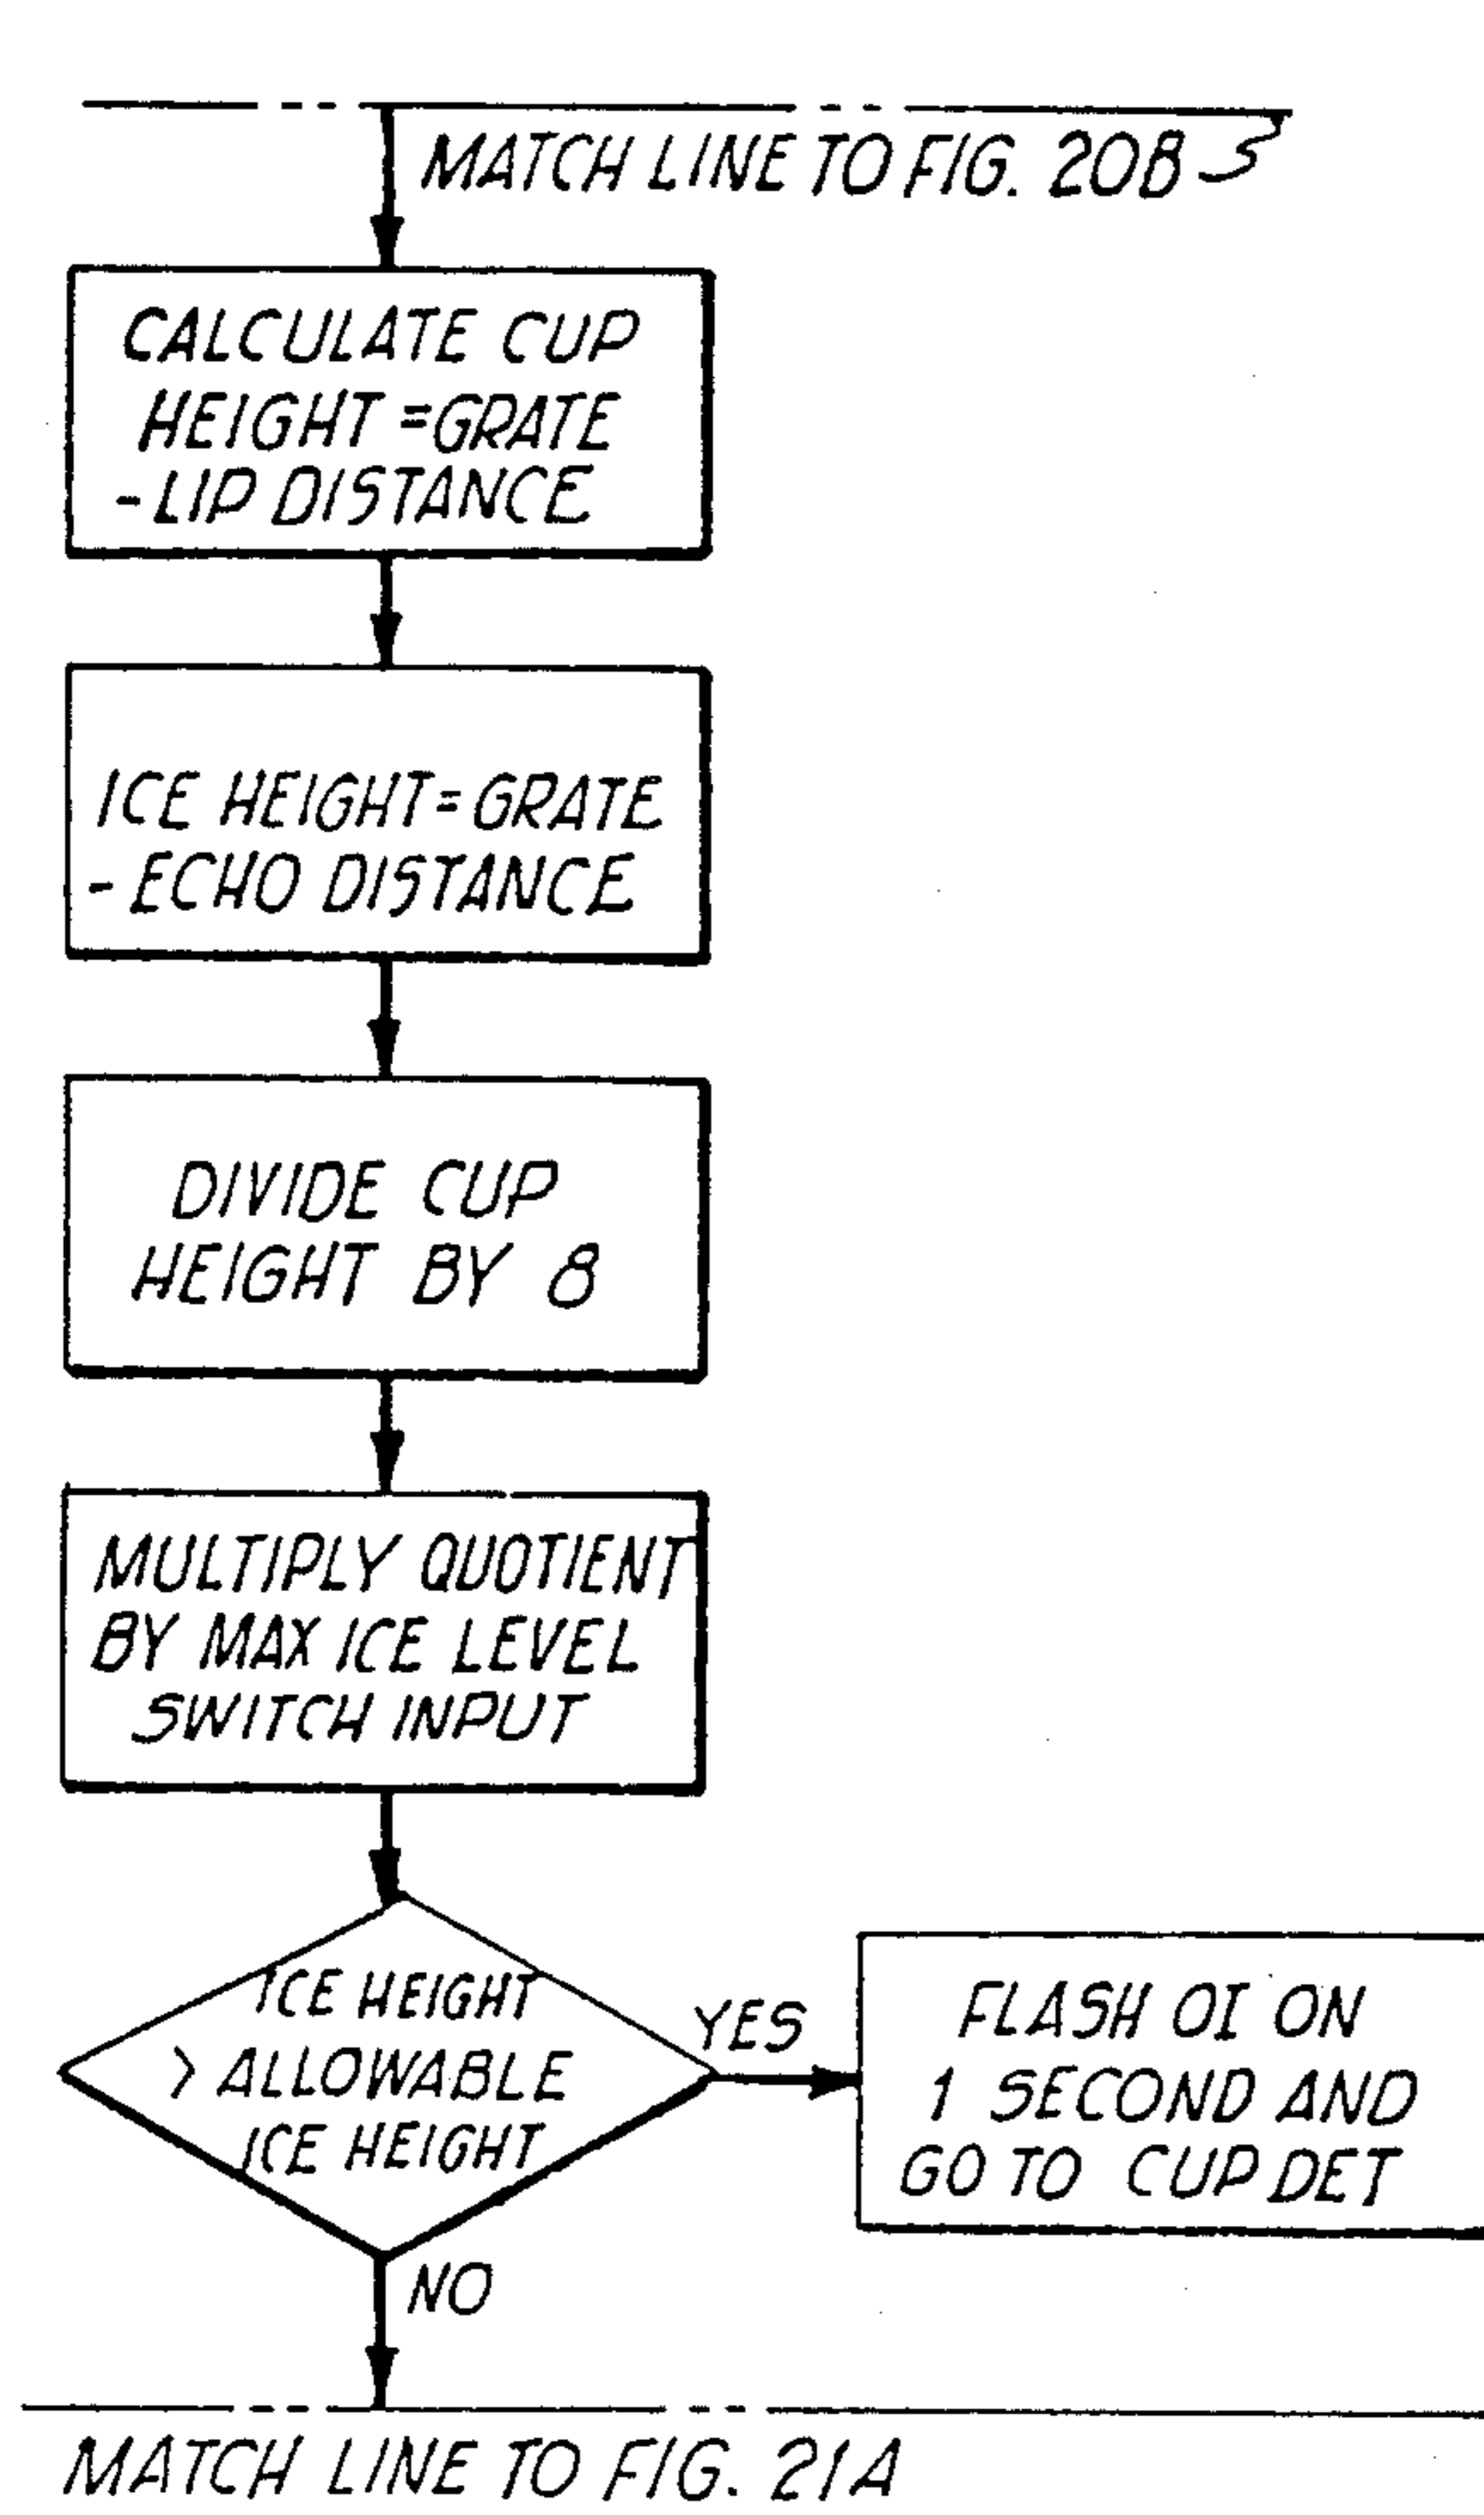 MATCH LINE TO FIG. 20B
CALCULATE CUP
HEIGHT = GRATE
- LIP DISTANCE
ICE HEIGHT = GRATE
- ECHO DISTANCE
DIVIDE CUP
HEIGHT BY 8
MULTIPLY QUOTIENT
BY MAX ICE LEVEL
SWITCH INPUT
ICE HEIGHT
> ALLOWABLE
ICE HEIGHT
YES
FLASH OI ON
1 SECOND AND
GO TO CUP DET
NO
MATCH LINE TO FIG. 21A